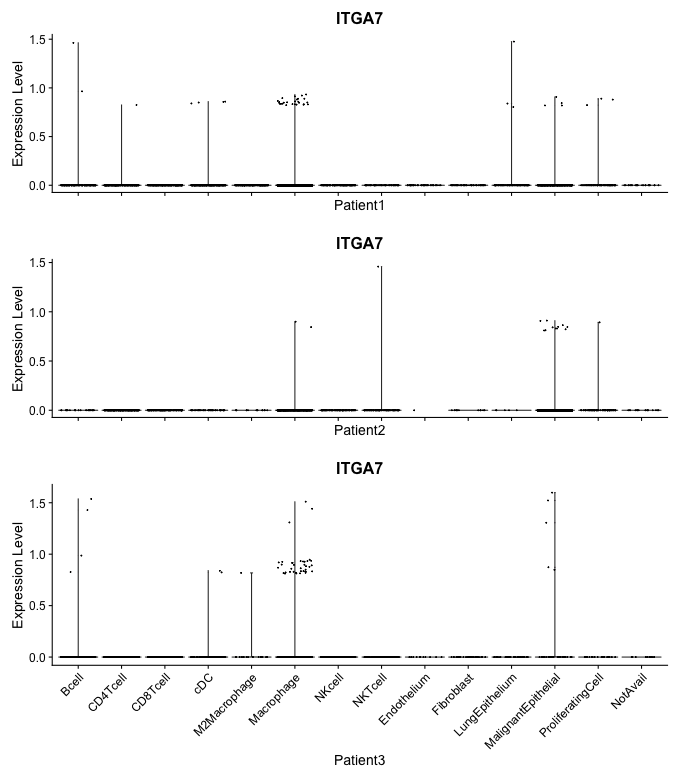 ITGA7
Expression Level
1.5
1.0
0.5
0.0
Patient1
ITGA7
Expression Level
1.5
1.0
0.5
0.0
Patient2
ITGA7
Expression Level
1.5
1.0
0.5
0.0
Bcell
CD4Tcell
CD8Tcell
cDC
M2Macrophage
Macrophage
NKcell
NKTcell
Endothelium
Fibroblast
LungEpithelium
MalignantEpithelial
ProliferatingCell
NotAvail
Patient3